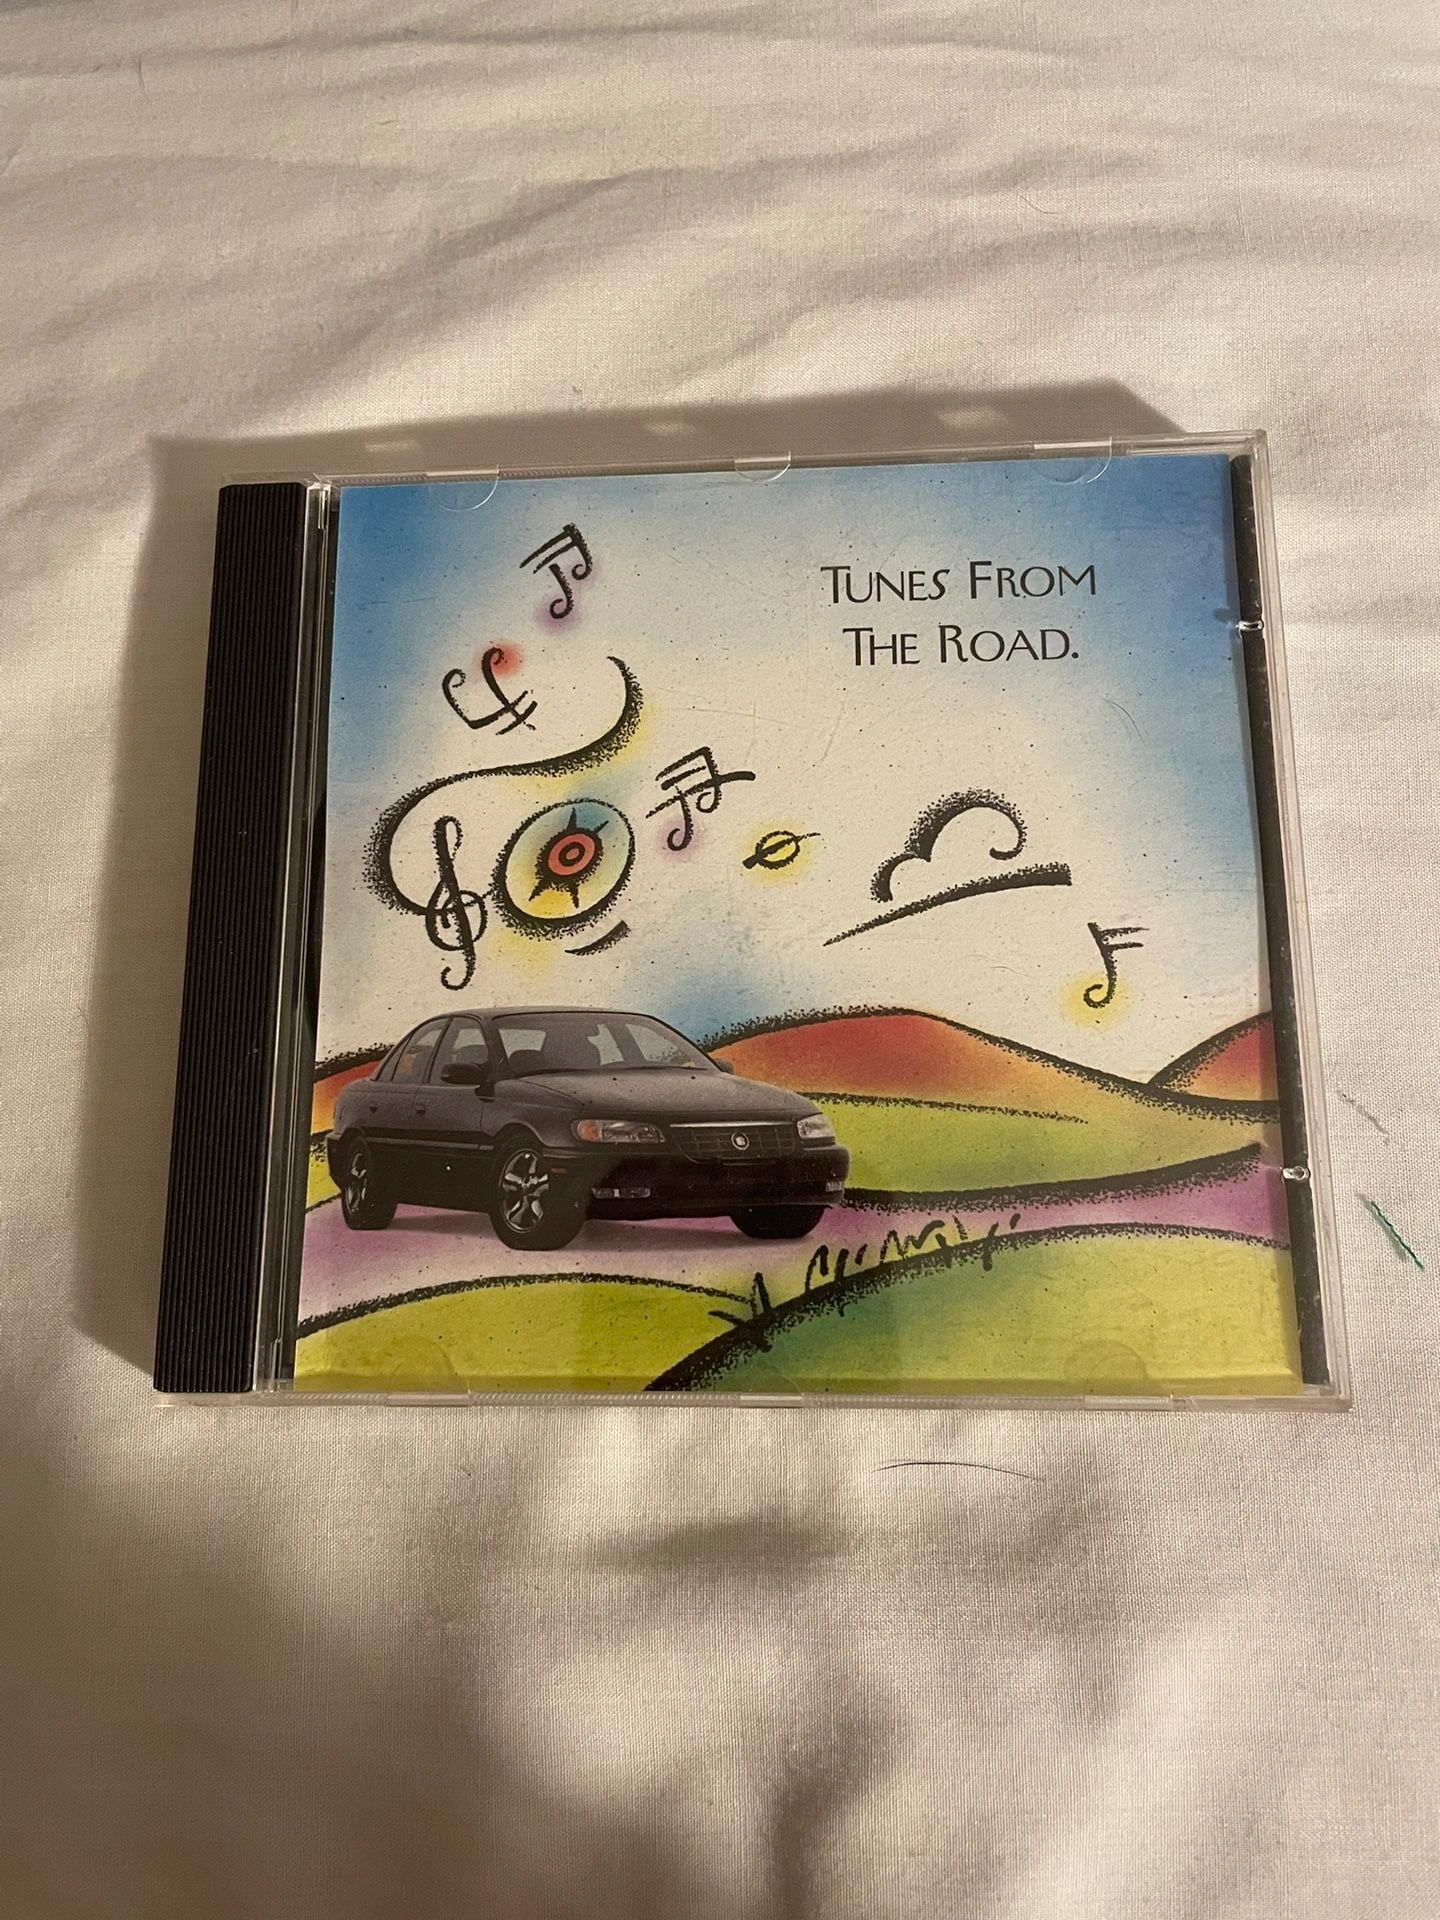 TUNES FROM
THE ROAD.